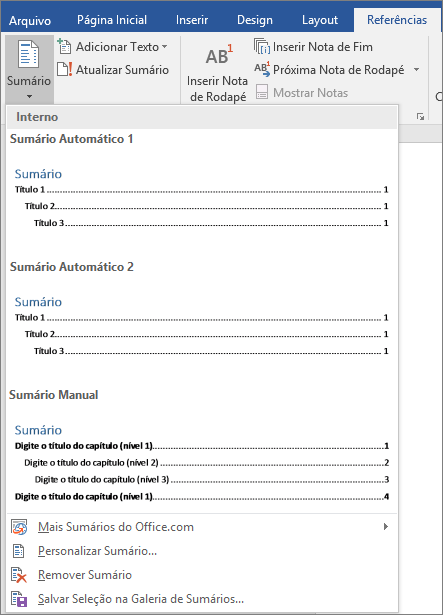 Arquivo Página Inicial Inserir Design Layout Referências
Sumário
Adicionar Texto
Atualizar Sumário
AB1
Inserir Nota
de Rodapé
Inserir Nota de Fim
AB1 Próxima Nota de Rodapé
Mostrar Notas
Interno
Sumário Automático 1
Sumário
Título 1 1
Título 2 1
Título 3 1
Sumário Automático 2
Sumário
Título 1 1
Título 2 1
Título 3 1
Sumário Manual
Sumário
Digite o título do capítulo (nível 1) 1
Digite o título do capítulo (nível 2) 2
Digite o título do capítulo (nível 3) 3
Digite o título do capítulo (nível 1) 4
Mais Sumários do Office.com
Personalizar Sumário...
Remover Sumário
Salvar Seleção na Galeria de Sumários...